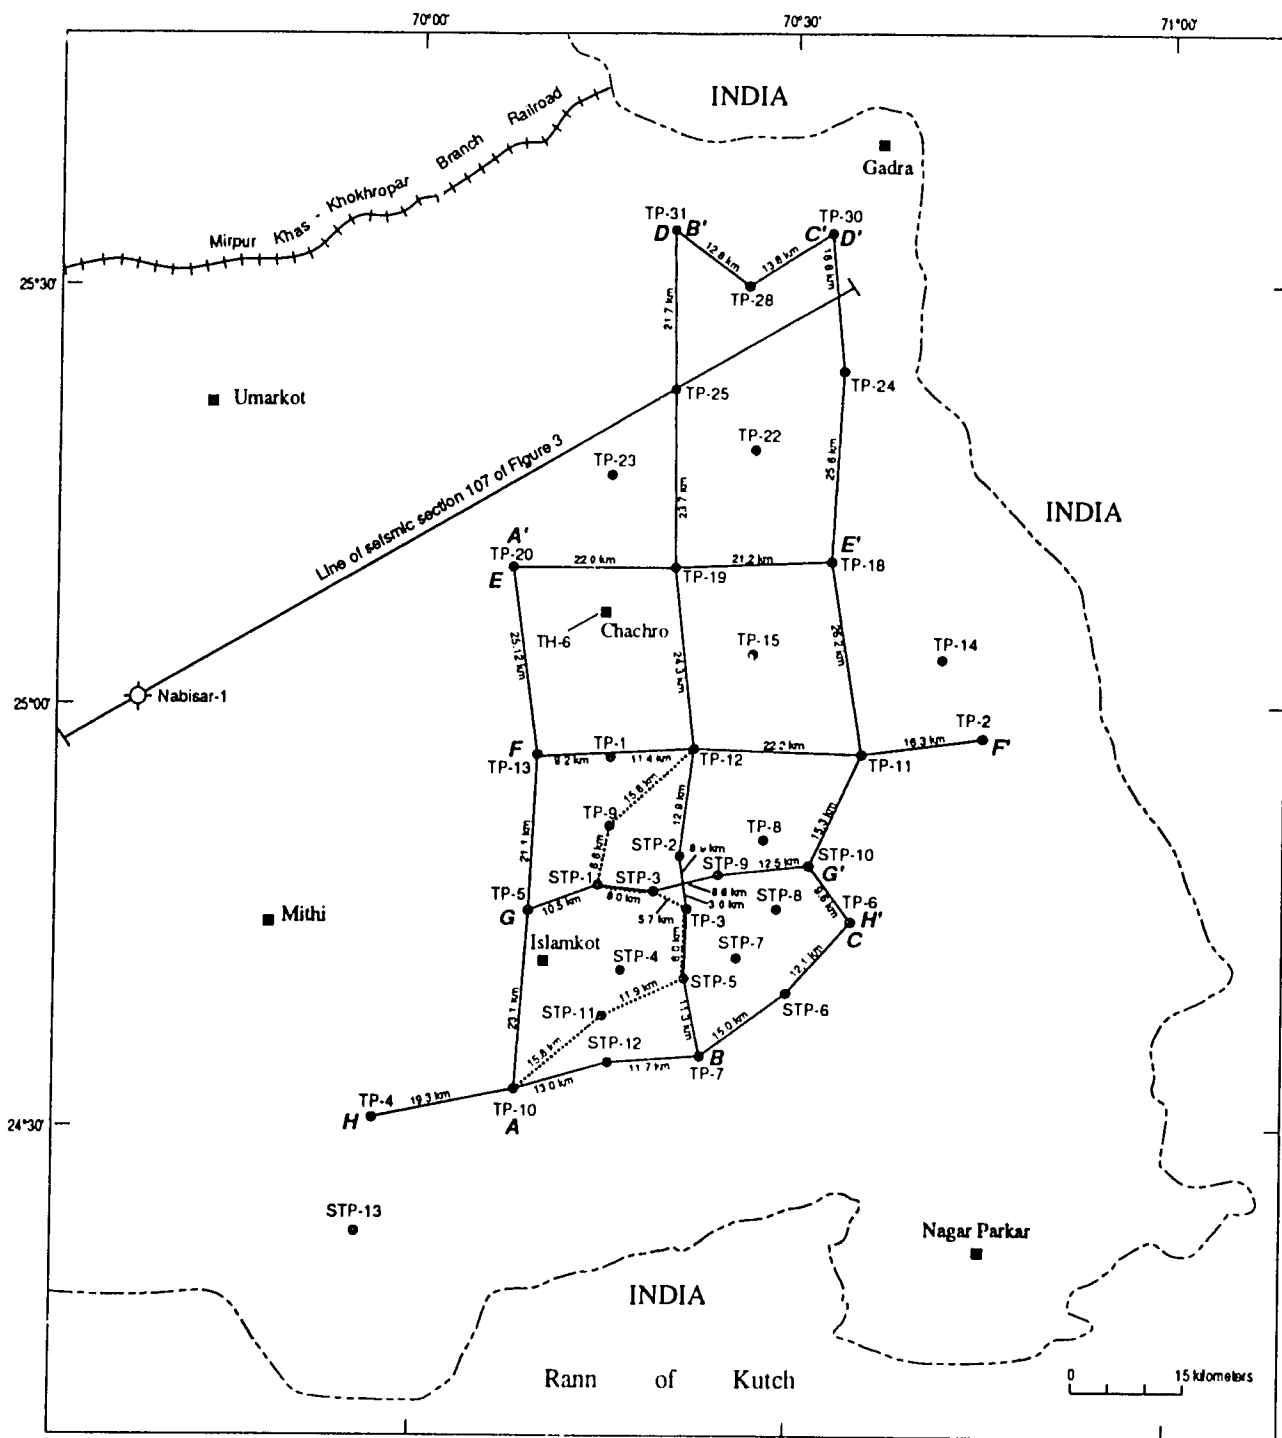 70°00'
70°30'
71°00'
INDIA
Mirpur Khas - Khokhropar Branch Railroad
Gadra
TP-31
D B'
TP-30
C' D'
12.8 km
13.8 km
TP-28
25°30'
21.7 km
TP-25
TP-24
Umarkot
TP-22
TP-23
Line of seismic section 107 of Figure 3
23.7 km
25.6 km
INDIA
A'
TP-20
E
22.0 km
TP-19
21.2 km
E'
TP-18
TH-6
Chachro
TP-15
TP-14
25.12 km
24.3 km
26.2 km
Nabisar-1
25°00'
F
TP-13
9.2 km
TP-1
11.4 km
TP-12
TP-11
16.3 km
TP-2
F'
15.8 km
12.9 km
15.3 km
TP-9
TP-8
21.1 km
STP-2
STP-9
12.5 km
STP-10
G'
STP-1
STP-3
8.6 km
3.0 km
TP-5
G
10.5 km
5.7 km
TP-3
STP-8
9.6 km
TP-6
H'
C
Mithi
Islamkot
STP-4
STP-7
STP-5
12.1 km
11.9 km
STP-11
STP-6
23.1 km
11.3 km
15.0 km
15.8 km
STP-12
11.7 km
B
TP-7
13.0 km
TP-4
H
19.3 km
TP-10
A
24°30'
STP-13
Nagar Parkar
INDIA
Rann of Kutch
0 15 kilometers